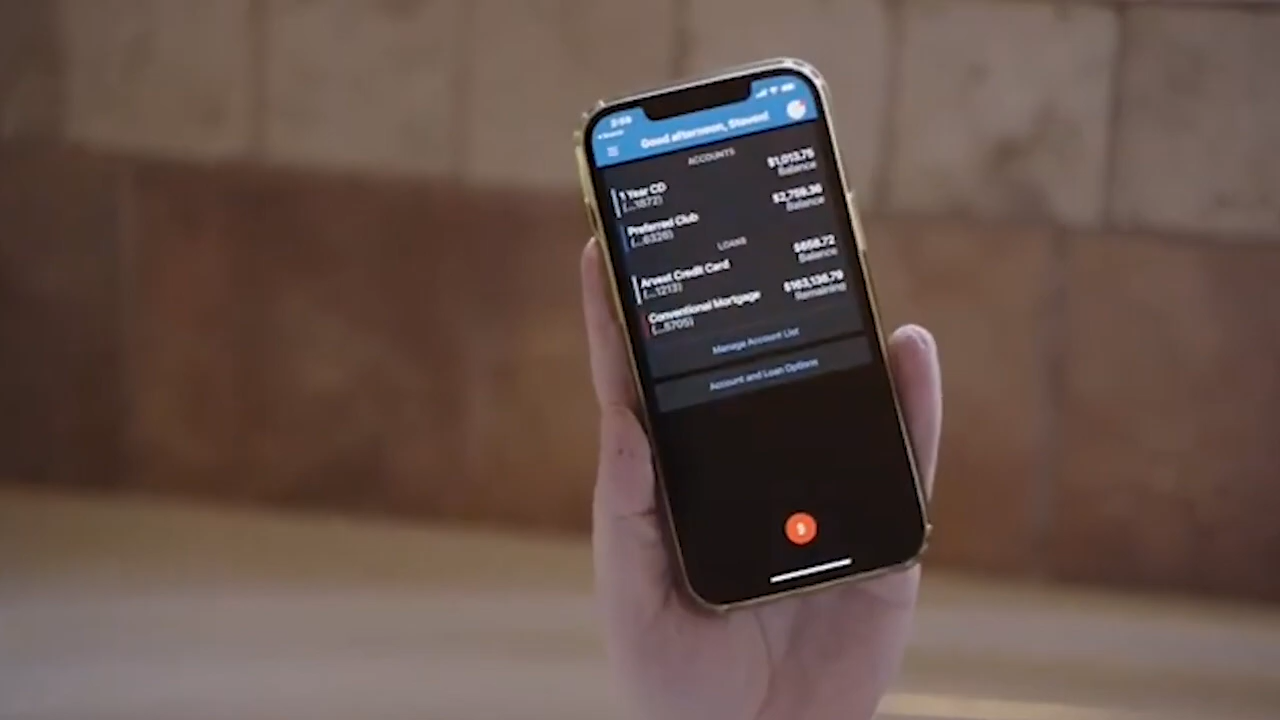 Good afternoon, Steven!
ACCOUNTS
1 Year CD
(...1872)
$1,013.75
Balance
Preferred Club
(...6326)
$2,759.36
Balance
LOANS
Arvest Credit Card
(...1213)
$658.72
Balance
Conventional Mortgage
(...5705)
$163,136.79
Remaining
Manage Account List
Account and Loan Options
$